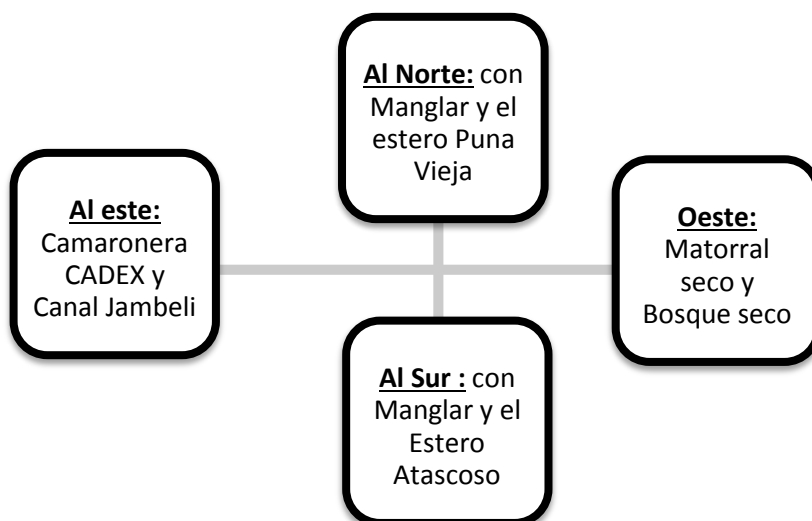 Al Norte: con
Manglar y el
estero Puna
Vieja
Al este:
Camaronera
CADEX y
Canal Jambeli
Oeste:
Matorral
seco y
Bosque seco
Al Sur : con
Manglar y el
Estero
Atascoso